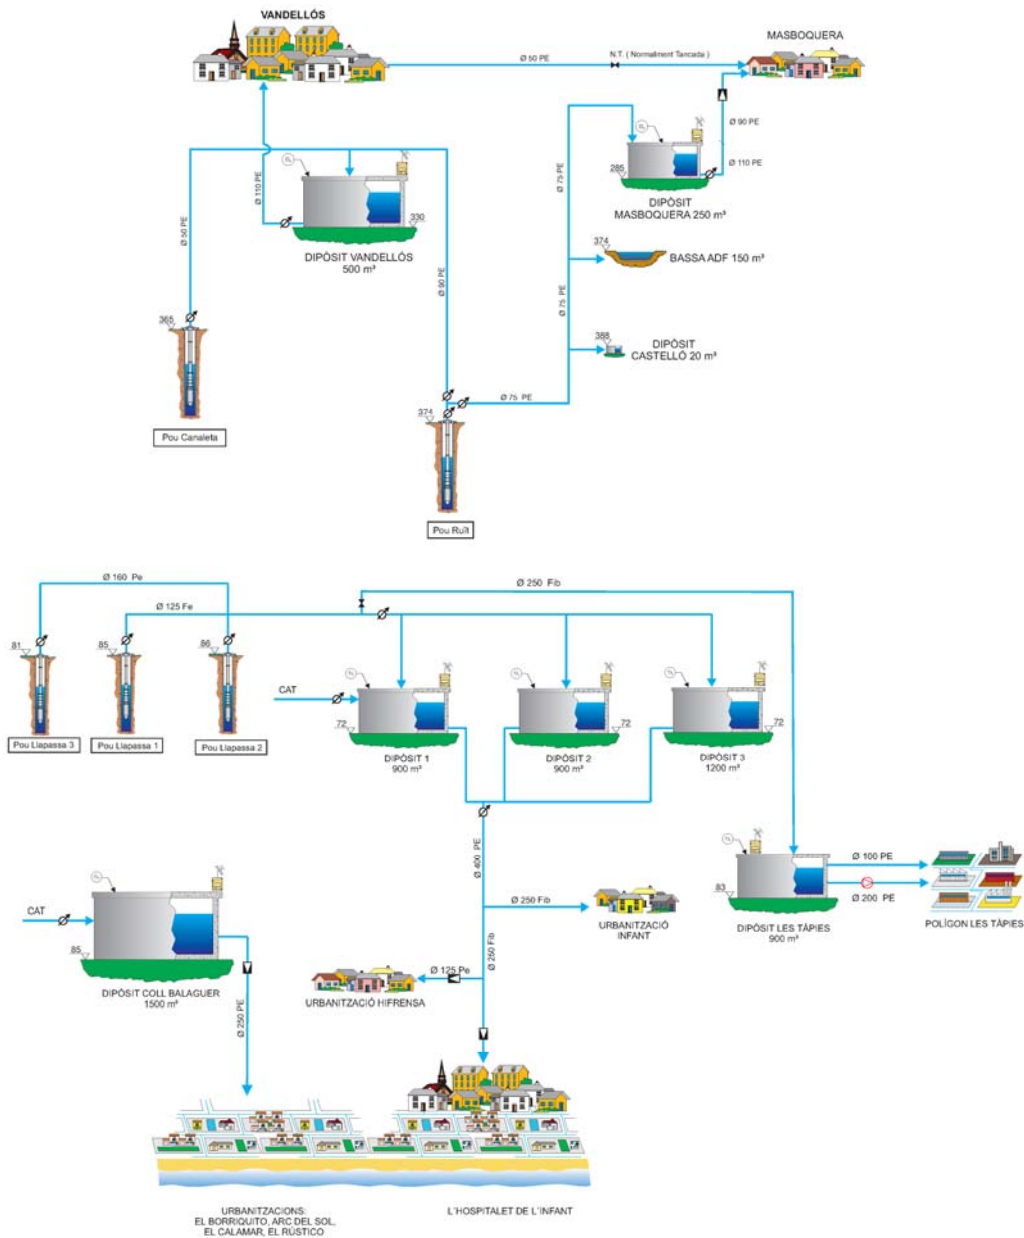 VANDELLÓS
MASBOQUERA
Ø 50 PE
N.T. ( Normalment Tancada )
Ø 90 PE
Ø 110 PE
285
DIPÒSIT
MASBOQUERA 250 m³
Ø 75 PE
Ø 110 PE
Ø 50 PE
330
DIPÒSIT VANDELLÓS
500 m³
374
BASSA ADF 150 m³
Ø 90 PE
Ø 75 PE
388
DIPÒSIT
CASTELLÓ 20 m³
365
Pou Canaleta
Ø 75 PE
374
Pou Ruït
Ø 160 Pe
Ø 250 Fib
Ø 125 Fe
81
85
86
Pou Llapassa 3
Pou Llapassa 1
Pou Llapassa 2
CAT
72
72
72
DIPÒSIT 1
900 m³
DIPÒSIT 2
900 m³
DIPÒSIT 3
1200 m³
Ø 400 PE
Ø 100 PE
Ø 200 PE
83
DIPÒSIT LES TÀPIES
900 m³
POLÍGON LES TÀPIES
CAT
85
DIPÒSIT COLL BALAGUER
1500 m³
Ø 250 PE
Ø 250 Fib
URBANITZACIÓ
INFANT
Ø 250 Fib
Ø 125 Pe
URBANITZACIÓ HIFRENSA
URBANITZACIONS:
EL BORRIQUITO, ARC DEL SOL,
EL CALAMAR, EL RÚSTICO
L´HOSPITALET DE L´INFANT